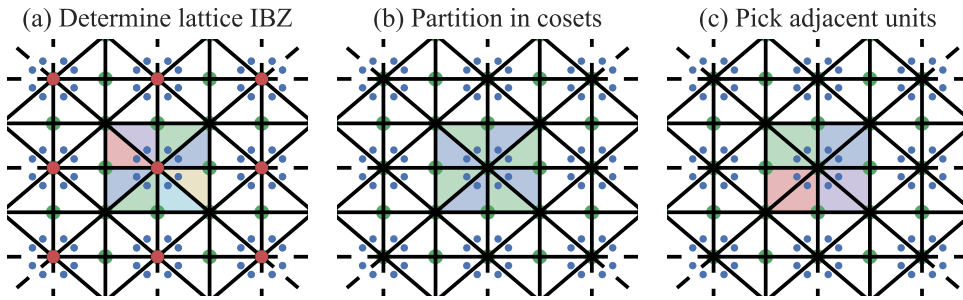 (a) Determine lattice IBZ
(b) Partition in cosets
(c) Pick adjacent units